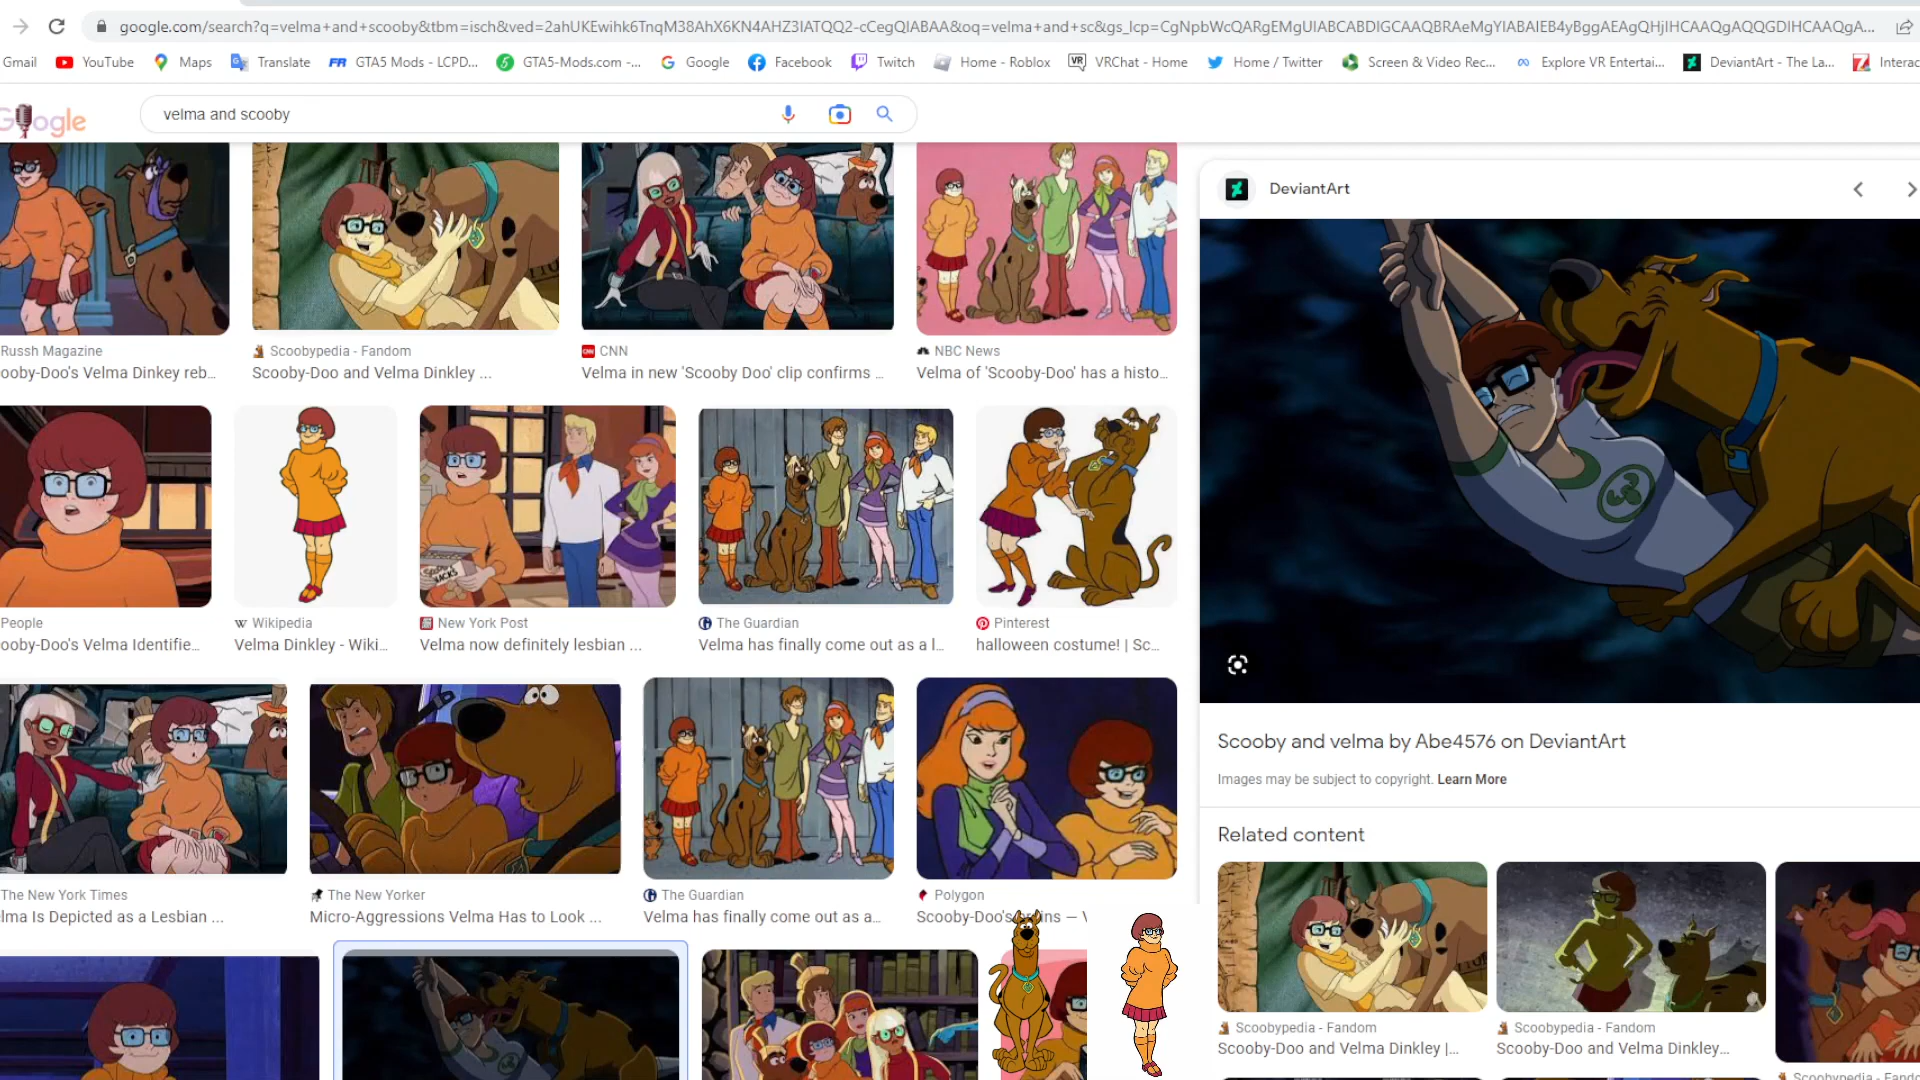 google.com/search?q=velma+and+scooby&tbm=isch&ved=2ahUKEwihk6TnqM38AhX6KN4AHZ3IATQQ2-cCegQIABAA&oq=velma+and+sc&gs_lcp=CgNpbWcQARgEMgUIABCABDIGCAAQBRAeMgYIABAIEB4yBggAEAgQHjIHCAAQgAQQGDIHCAAQgA...
Gmail YouTube Maps Translate GTA5 Mods - LCPD... GTA5-Mods.com -... Google Facebook Twitch Home - Roblox VRChat - Home Home / Twitter Screen & Video Rec... Explore VR Entertai... DeviantArt - The La... Interac
Google velma and scooby
DeviantArt
Russh Magazine Scoobypedia - Fandom CNN NBC News
ooby-Doo's Velma Dinkey reb... Scooby-Doo and Velma Dinkley ... Velma in new 'Scooby Doo' clip confirms ... Velma of 'Scooby-Doo' has a histo...
SNACKS
People Wikipedia New York Post The Guardian Pinterest
ooby-Doo's Velma Identifie... Velma Dinkley - Wiki... Velma now definitely lesbian ... Velma has finally come out as a l... halloween costume! | Sc...
Scooby and velma by Abe4576 on DeviantArt
Images may be subject to copyright. Learn More
Related content
The New York Times The New Yorker The Guardian Polygon
lma Is Depicted as a Lesbian ... Micro-Aggressions Velma Has to Look ... Velma has finally come out as a... Scooby-Doo's
Scoobypedia - Fandom Scoobypedia - Fandom
Scooby-Doo and Velma Dinkley |... Scooby-Doo and Velma Dinkley...